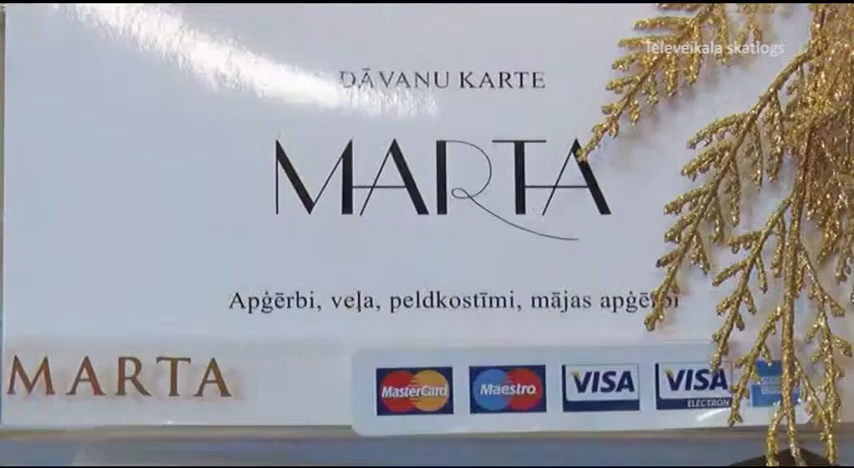 Televeikala skatlogs
DĀVANU KARTE
MARTA
Apģērbi, veļa, peldkostīmi, mājas apģērbi
MARTA
MasterCard Maestro VISA VISA
ELECTRON